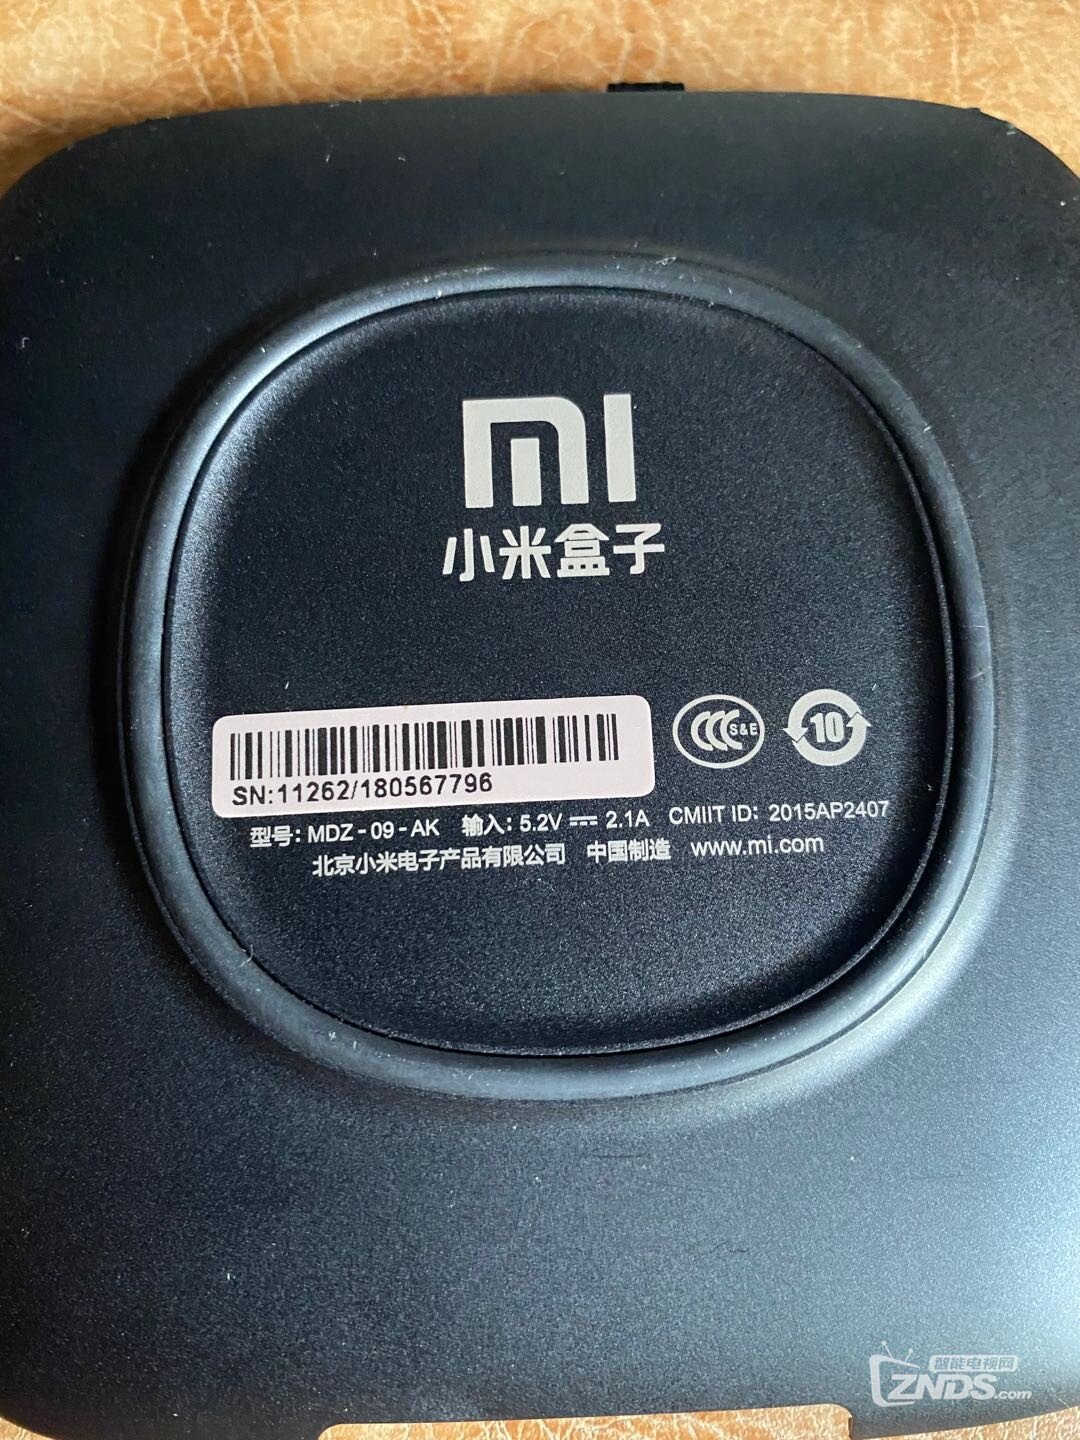 mi
小米盒子
SN:11262/180567796
CCC S&E
10
型号: MDZ-09-AK 输入: 5.2V 2.1A CMIIT ID: 2015AP2407
北京小米电子产品有限公司 中国制造 www.mi.com
智能电视网
ZNDS.com